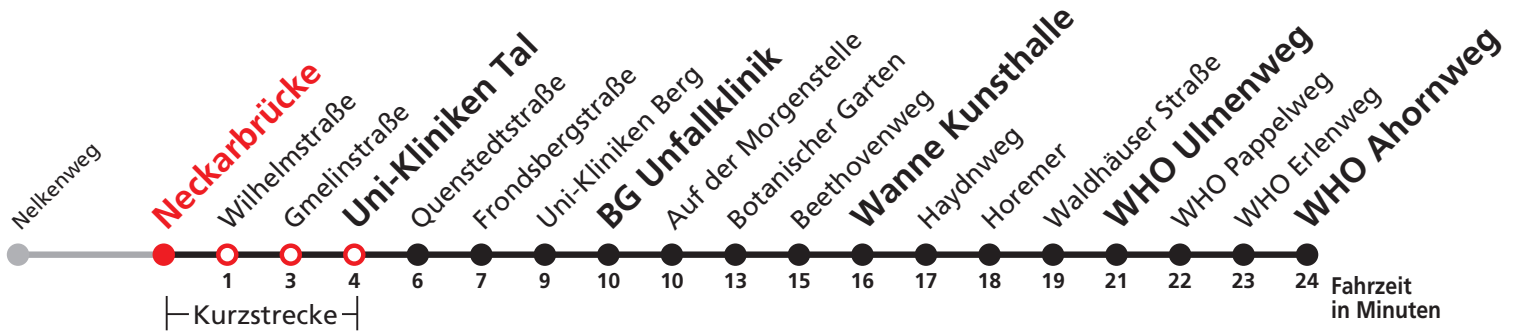 Nelkenweg
Neckarbrücke
Wilhelmstraße
Gmelinstraße
Uni-Kliniken Tal
Quenstedtstraße
Frondsbergstraße
Uni-Kliniken Berg
BG Unfallklinik
Auf der Morgenstelle
Botanischer Garten
Beethovenweg
Wanne Kunsthalle
Haydnweg
Horemer
Waldhäuser Straße
WHO Ulmenweg
WHO Pappelweg
WHO Erlenweg
WHO Ahornweg
1 3 4 6 7 9 10 10 13 15 16 17 18 19 21 22 23 24
Fahrzeit
in Minuten
Kurzstrecke